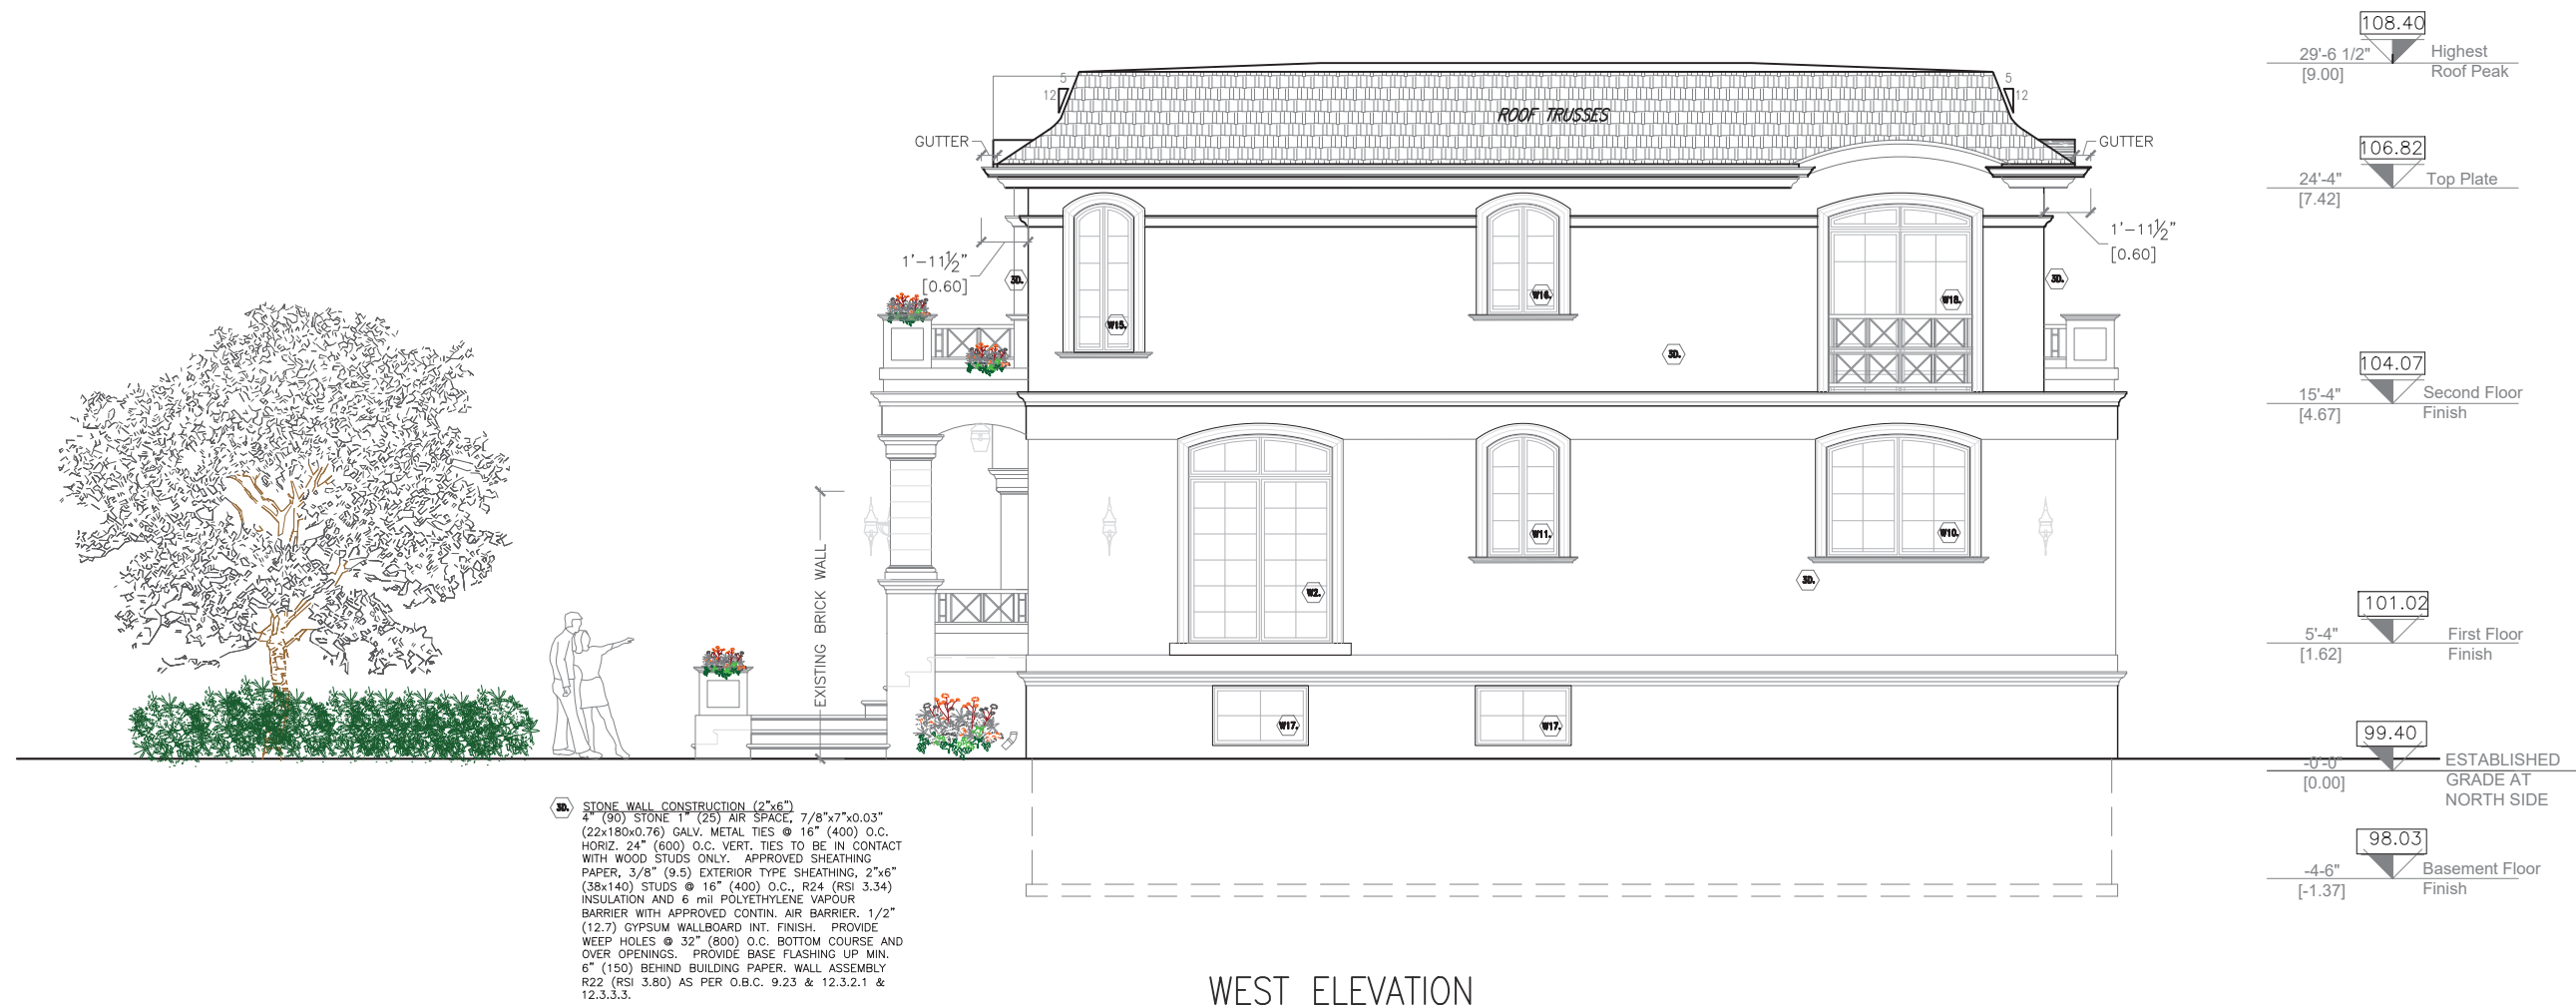 108.40
29'-6 1/2" Highest
[9.00] Roof Peak
5
12
ROOF TRUSSES
5
12
GUTTER
GUTTER
106.82
24'-4" Top Plate
[7.42]
1'-11½"
[0.60]
1'-11½"
[0.60]
3D.
3D.
W15.
W16.
W18.
3D.
104.07
15'-4" Second Floor
[4.67] Finish
EXISTING BRICK WALL
W2.
W11.
W10.
3D.
101.02
5'-4" First Floor
[1.62] Finish
W17.
W17.
99.40
-0'-0" ESTABLISHED
[0.00] GRADE AT
NORTH SIDE
98.03
-4-6" Basement Floor
[-1.37] Finish
3D. STONE WALL CONSTRUCTION (2"x6")
4" (90) STONE 1" (25) AIR SPACE, 7/8"x7"x0.03"
(22x180x0.76) GALV. METAL TIES @ 16" (400) O.C.
HORIZ. 24" (600) O.C. VERT. TIES TO BE IN CONTACT
WITH WOOD STUDS ONLY. APPROVED SHEATHING
PAPER, 3/8" (9.5) EXTERIOR TYPE SHEATHING, 2"x6"
(38x140) STUDS @ 16" (400) O.C., R24 (RSI 3.34)
INSULATION AND 6 mil POLYETHYLENE VAPOUR
BARRIER WITH APPROVED CONTIN. AIR BARRIER. 1/2"
(12.7) GYPSUM WALLBOARD INT. FINISH. PROVIDE
WEEP HOLES @ 32" (800) O.C. BOTTOM COURSE AND
OVER OPENINGS. PROVIDE BASE FLASHING UP MIN.
6" (150) BEHIND BUILDING PAPER. WALL ASSEMBLY
R22 (RSI 3.80) AS PER O.B.C. 9.23 & 12.3.2.1 &
12.3.3.3.
WEST ELEVATION